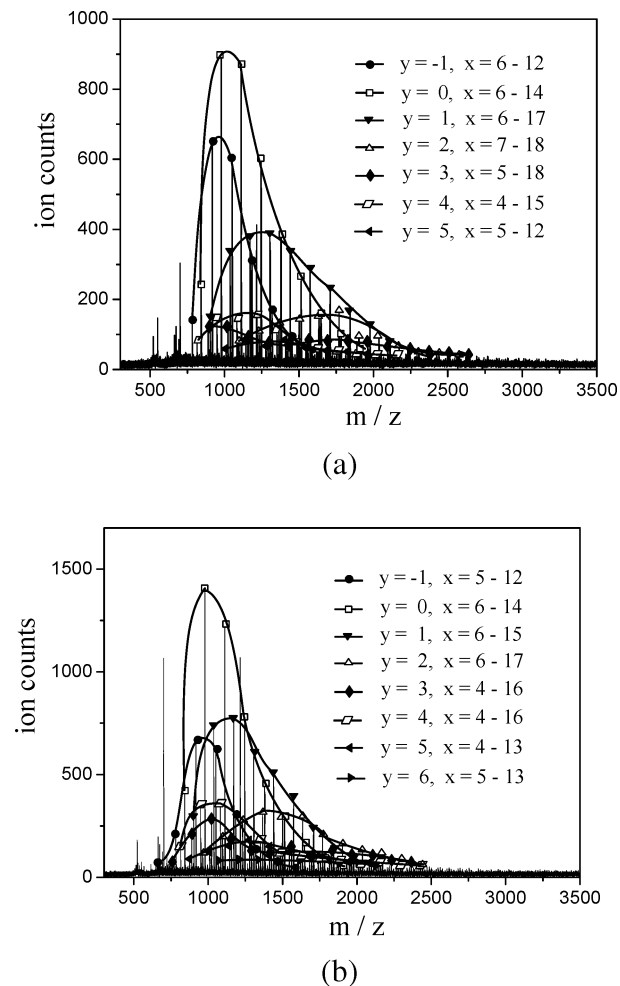 1000
800
600
400
200
0
ion counts
y = -1, x = 6 - 12
y = 0, x = 6 - 14
y = 1, x = 6 - 17
y = 2, x = 7 - 18
y = 3, x = 5 - 18
y = 4, x = 4 - 15
y = 5, x = 5 - 12
500 1000 1500 2000 2500 3000 3500
m / z
(a)
1500
1000
500
0
ion counts
y = -1, x = 5 - 12
y = 0, x = 6 - 14
y = 1, x = 6 - 15
y = 2, x = 6 - 17
y = 3, x = 4 - 16
y = 4, x = 4 - 16
y = 5, x = 4 - 13
y = 6, x = 5 - 13
500 1000 1500 2000 2500 3000 3500
m / z
(b)